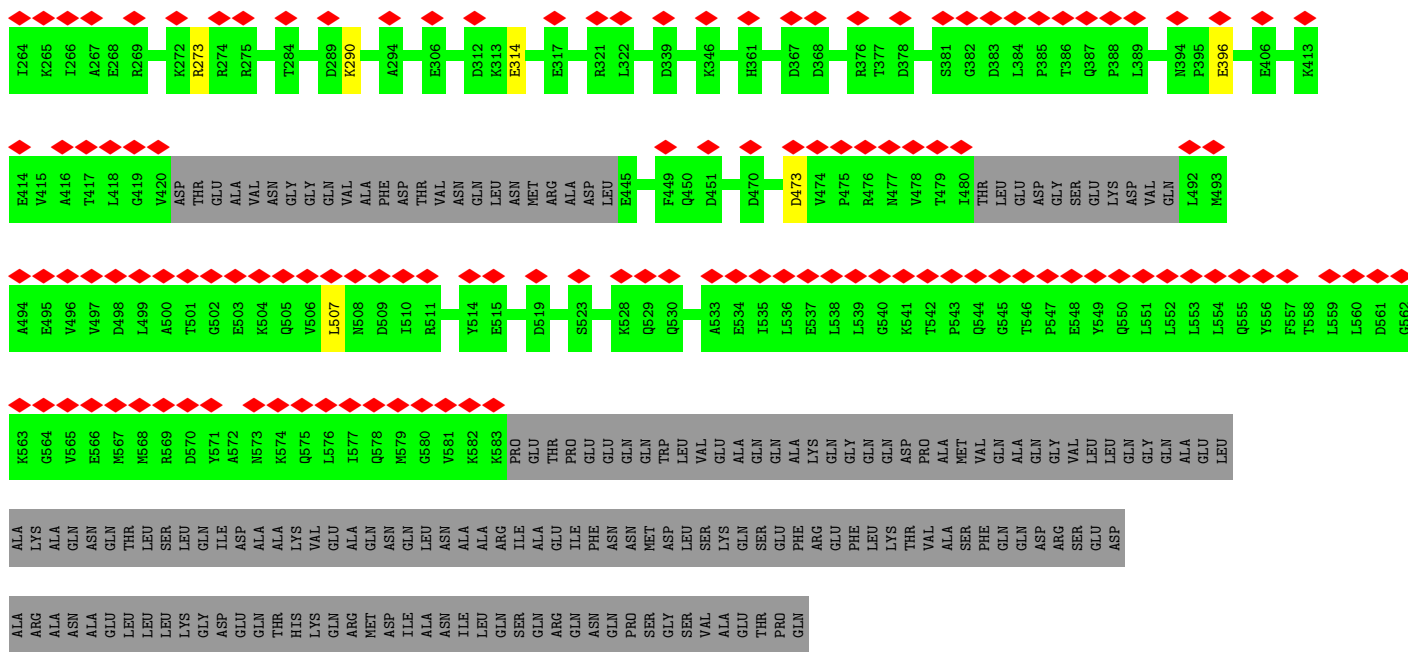 I264 K265 I266 A267 E268 R269 K272 R273 R274 R275 T284 D289 K290 A294 E306 D312 K313 E314 E317 R321 L322 D339 K346 H361 D367 D368 R376 T377 D378 S381 G382 D383 L384 P385 T386 Q387 P388 L389 N394 P395 E396 E406 K413
E414 V415 A416 T417 L418 G419 V420 ASP THR GLU ALA VAL ASN GLY GLY GLN VAL ALA PHE ASP THR VAL ASN GLN LEU ASN MET ARG ALA ASP LEU E445 F449 Q450 D451 D470 D473 V474 P475 R476 N477 V478 T479 I480 THR LEU GLU ASP GLY SER GLU LYS ASP VAL GLN L492 M493
A494 E495 V496 V497 D498 L499 A500 T501 G502 E503 K504 Q505 V506 L507 N508 D509 I510 R511 Y514 E515 D519 S523 K528 Q529 Q530 A533 E534 I535 L536 E537 L538 L539 G540 K541 T542 P543 Q544 G545 T546 P547 E548 Y549 Q550 L551 L552 L553 L554 Q555 Y556 F557 T558 L559 L560 D561 G562
K563 G564 V565 E566 M567 M568 R569 D570 Y571 A572 N573 K574 Q575 L576 I577 Q578 M579 G580 V581 K582 K583 PRO GLU THR PRO GLU GLU GLN GLN TRP LEU VAL GLU ALA GLN GLN ALA LYS GLN GLY GLN GLN ASP PRO ALA MET VAL GLN ALA GLN GLY VAL LEU LEU GLN GLY GLN ALA GLU LEU
ALA LYS ALA GLN ASN GLN THR LEU SER LEU GLN ILE ASP ALA ALA LYS VAL GLU ALA GLN ASN GLN LEU ASN ALA ALA ARG ILE ALA GLU ILE PHE ASN ASN MET ASP LEU SER LYS GLN SER GLU PHE ARG GLU PHE LEU LYS THR VAL ALA SER PHE GLN GLN ASP ARG SER GLU ASP
ALA ARG ALA ASN ALA GLU LEU LEU LEU LYS GLY ASP GLU GLN THR HIS LYS GLN ARG MET ASP ILE ALA ASN ILE LEU GLN SER GLN ARG GLN ASN GLN PRO SER GLY SER VAL ALA GLU THR PRO GLN